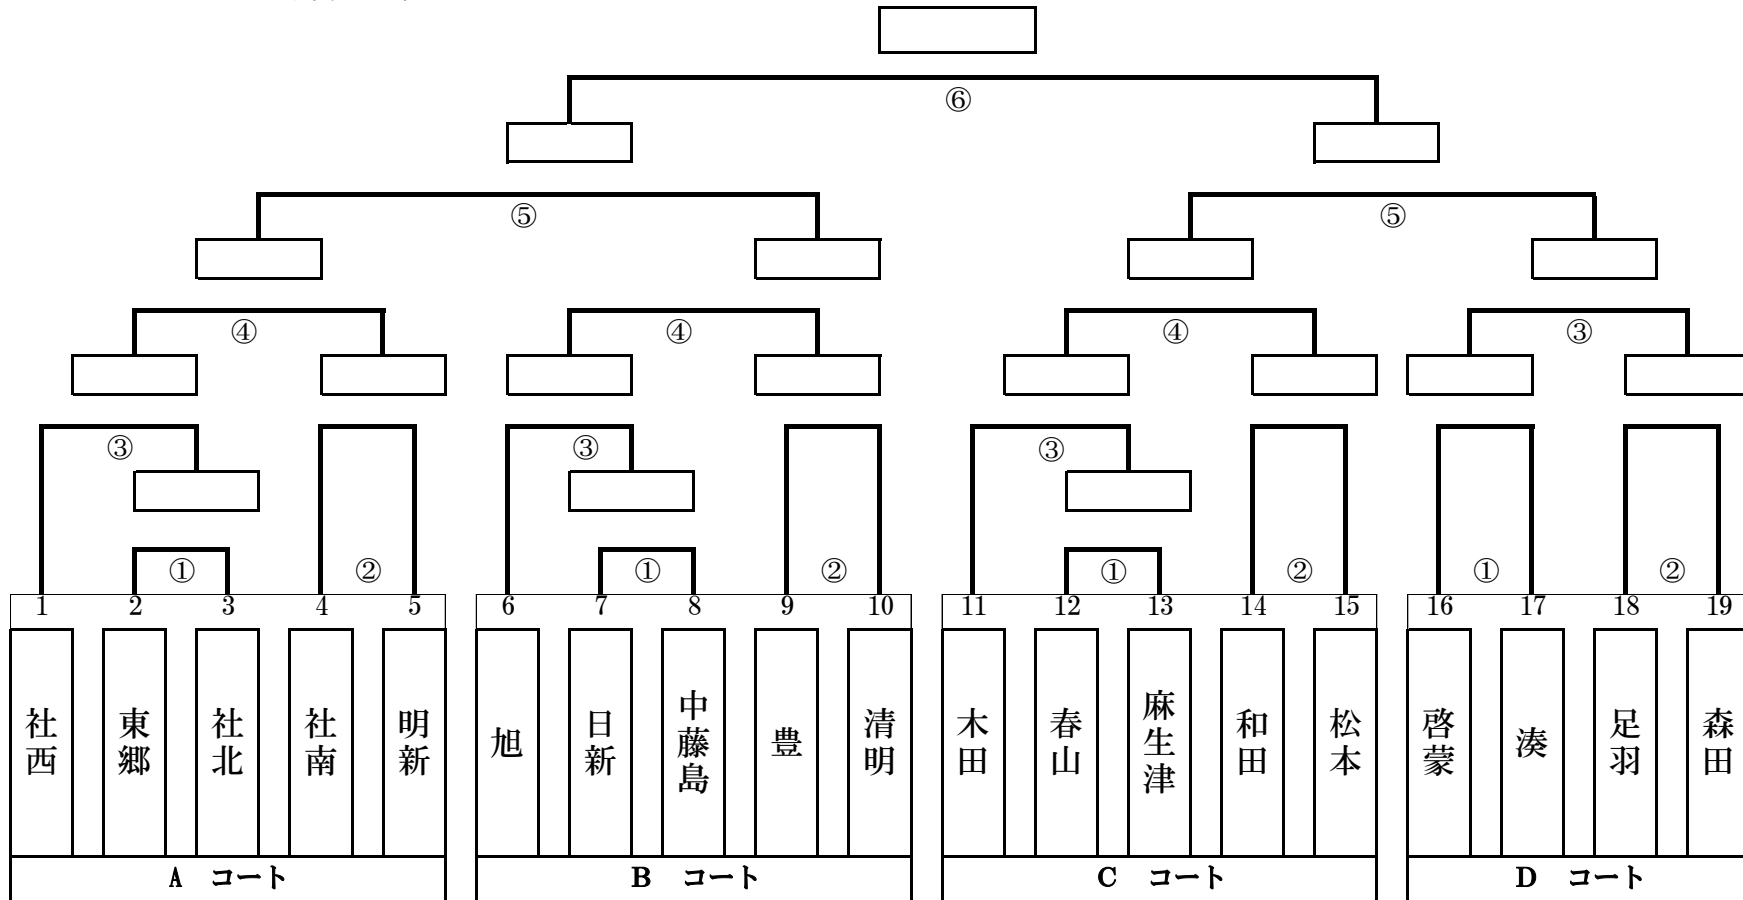 ⑥
⑤ ⑤
④ ④ ④ ③
③ ③ ③
① ② ① ② ① ② ① ②
1 2 3 4 5 6 7 8 9 10 11 12 13 14 15 16 17 18 19
社西
東郷
社北
社南
明新
旭
日新
中藤島
豊
清明
木田
春山
麻生津
和田
松本
啓蒙
湊
足羽
森田
A コート B コート C コート D コート